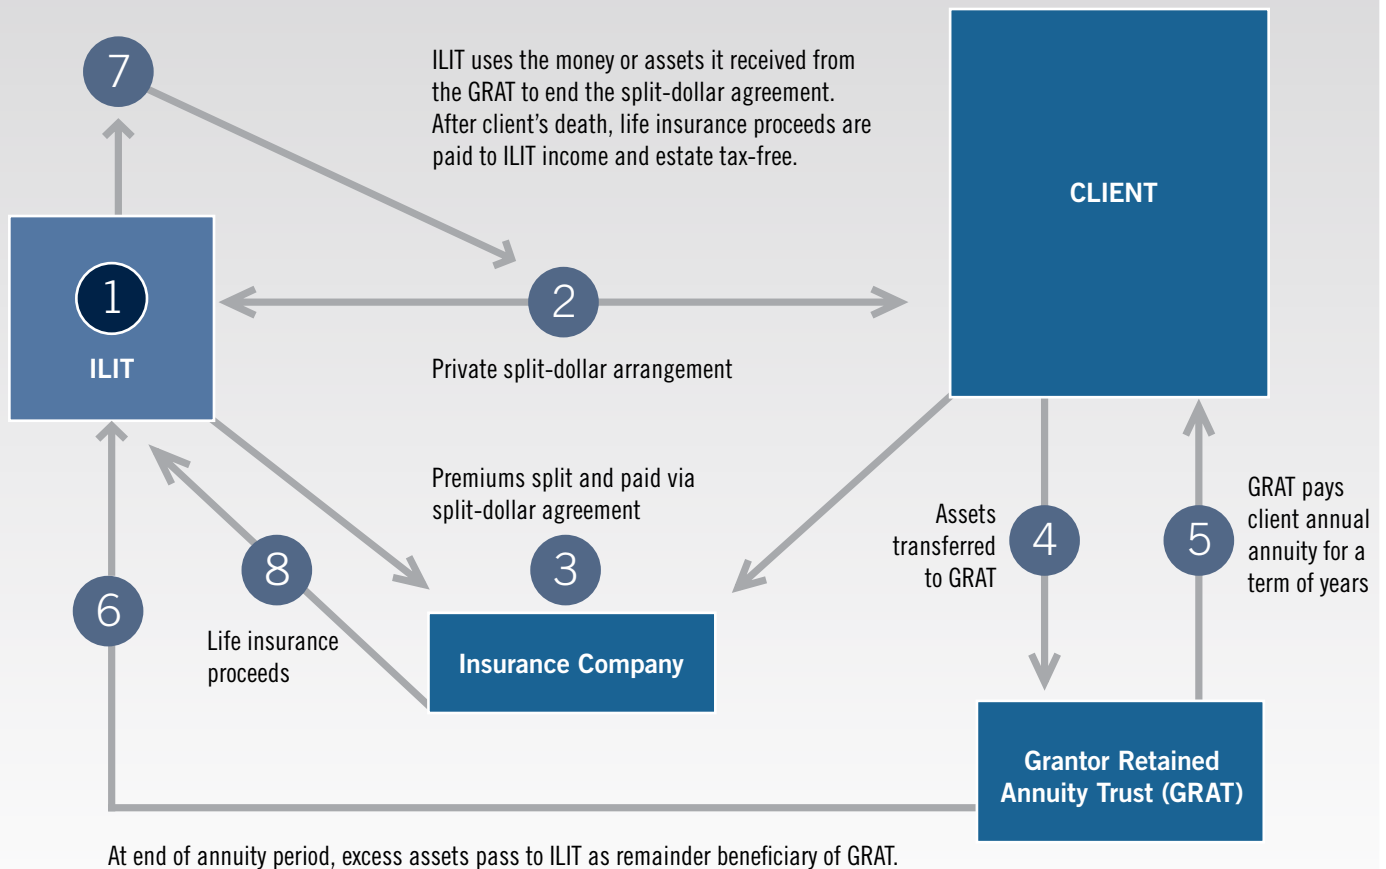 7
ILIT uses the money or assets it received from
the GRAT to end the split-dollar agreement.
After client’s death, life insurance proceeds are
paid to ILIT income and estate tax-free.
CLIENT
1
ILIT
2
Private split-dollar arrangement
Premiums split and paid via
split-dollar agreement
3
Insurance Company
Assets
transferred
to GRAT
4
5
GRAT pays
client annual
annuity for a
term of years
6
8
Life insurance
proceeds
Grantor Retained
Annuity Trust (GRAT)
At end of annuity period, excess assets pass to ILIT as remainder beneficiary of GRAT.